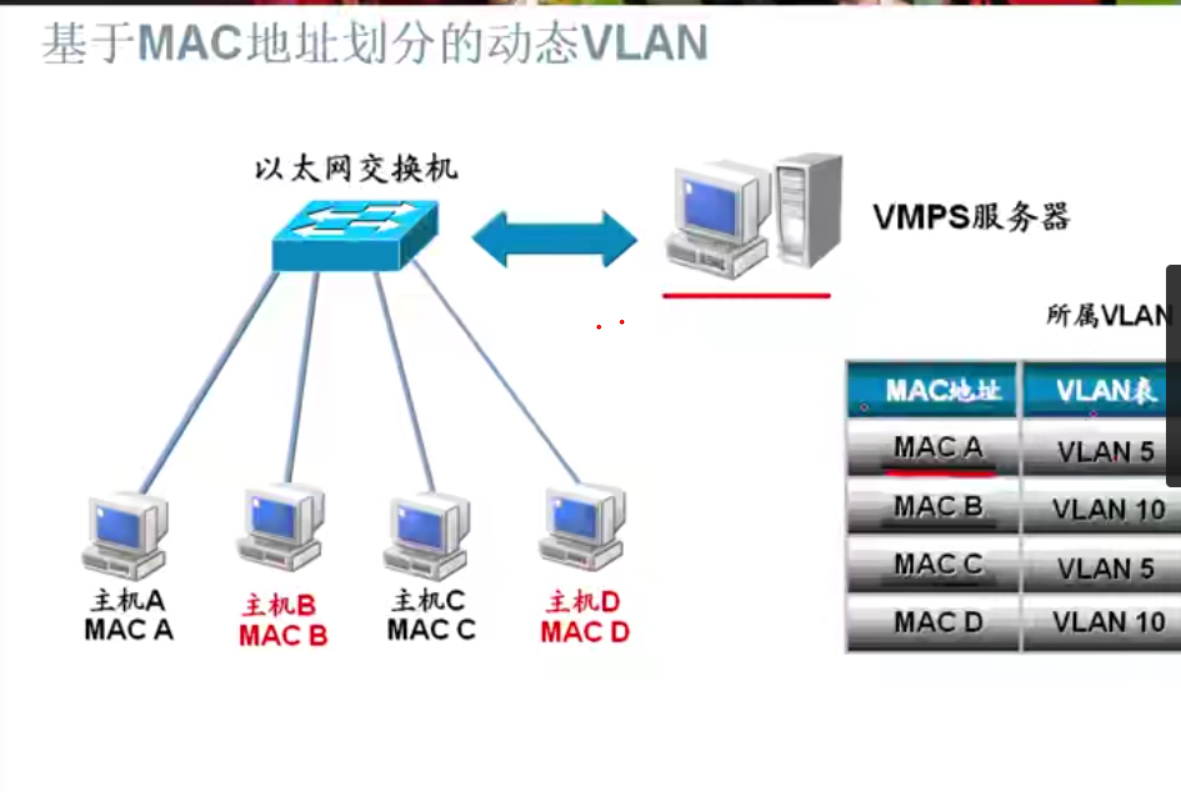 基于MAC地址划分的动态VLAN
以太网交换机
VMPS服务器
所属VLAN
MAC地址 VLAN表
MAC A VLAN 5
MAC B VLAN 10
MAC C VLAN 5
MAC D VLAN 10
主机A
MAC A
主机B
MAC B
主机C
MAC C
主机D
MAC D